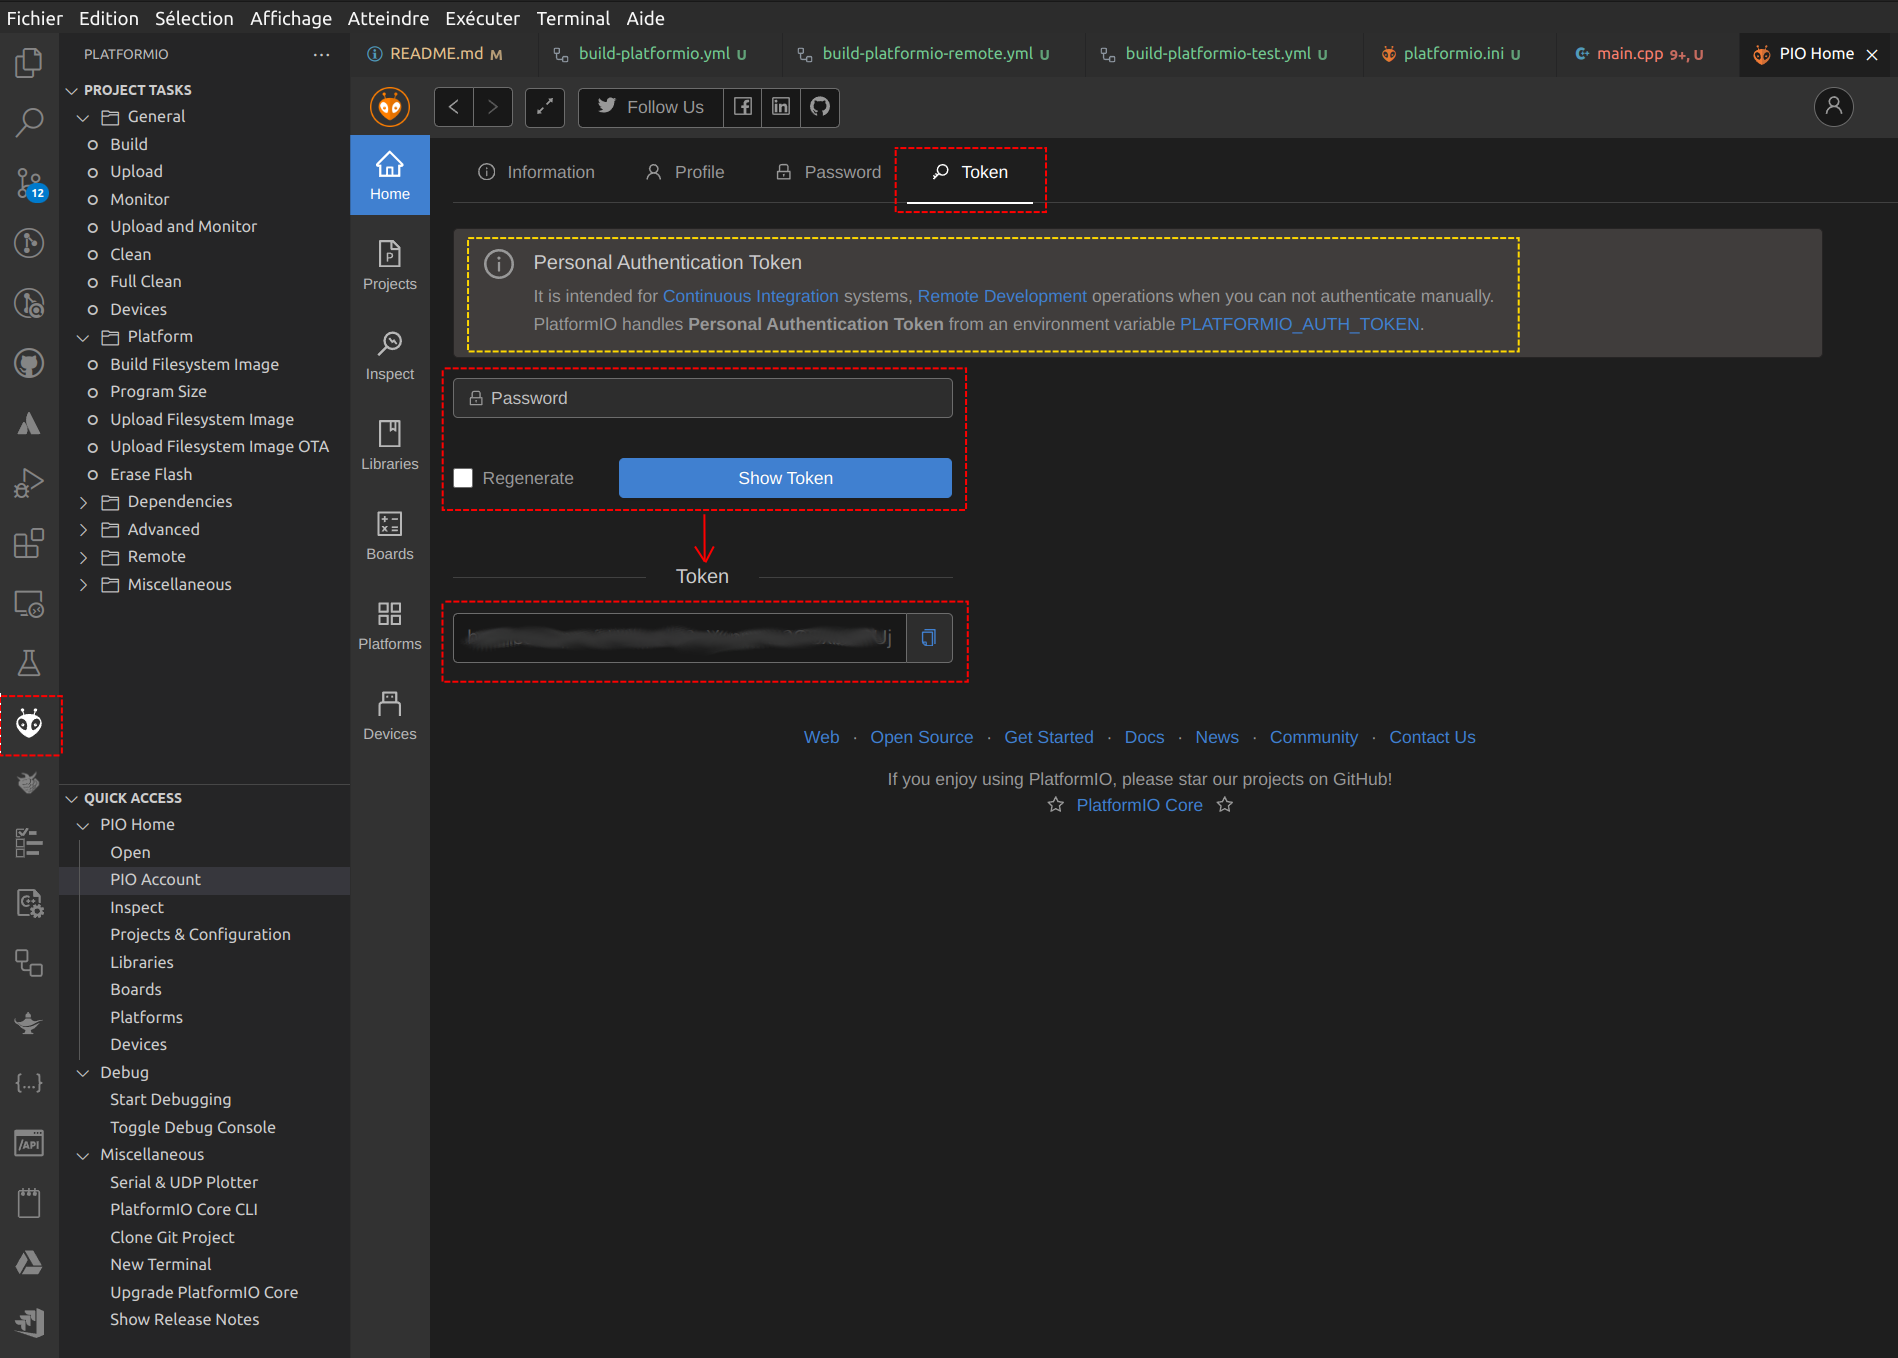 Fichier Edition Sélection Affichage Atteindre Exécuter Terminal Aide
PLATFORMIO ···
README.md M
build-platformio.yml U
build-platformio-remote.yml U
build-platformio-test.yml U
platformio.ini U
main.cpp 9+, U
PIO Home
PROJECT TASKS
General
Build
Upload
Monitor
Upload and Monitor
Clean
Full Clean
Devices
Platform
Build Filesystem Image
Program Size
Upload Filesystem Image
Upload Filesystem Image OTA
Erase Flash
Dependencies
Advanced
Remote
Miscellaneous
12
QUICK ACCESS
PIO Home
Open
PIO Account
Inspect
Projects & Configuration
Libraries
Boards
Platforms
Devices
Debug
Start Debugging
Toggle Debug Console
Miscellaneous
Serial & UDP Plotter
PlatformIO Core CLI
Clone Git Project
New Terminal
Upgrade PlatformIO Core
Show Release Notes
{...}
/API
Follow Us
Home
Projects
Inspect
Libraries
Boards
Platforms
Devices
Information
Profile
Password
Token
Personal Authentication Token
It is intended for Continuous Integration systems, Remote Development operations when you can not authenticate manually.
PlatformIO handles Personal Authentication Token from an environment variable PLATFORMIO_AUTH_TOKEN.
Password
Regenerate
Show Token
Token
Web · Open Source · Get Started · Docs · News · Community · Contact Us
If you enjoy using PlatformIO, please star our projects on GitHub!
PlatformIO Core